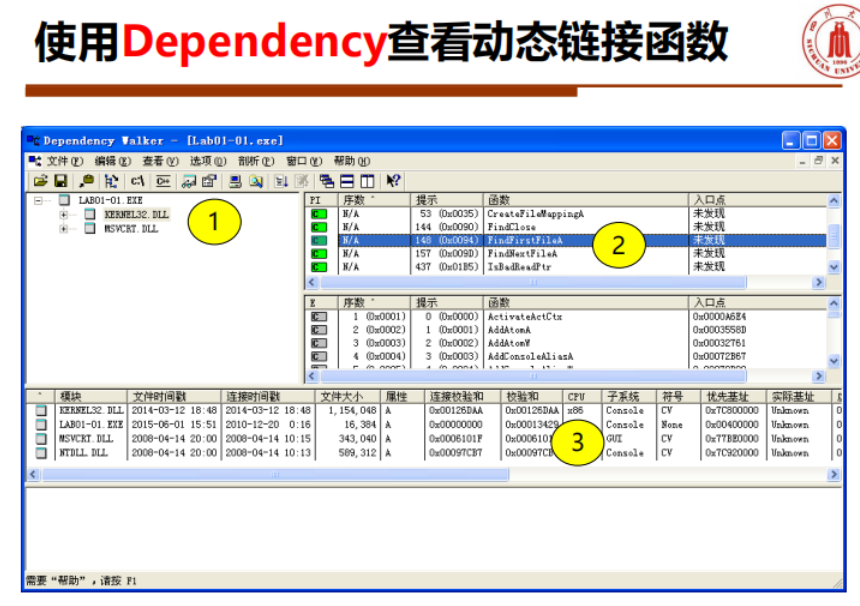 使用Dependency查看动态链接函数
Dependency Walker - [Lab01-01.exe]
文件(F) 编辑(E) 查看(V) 选项(O) 剖析(P) 窗口(W) 帮助(H)
LAB01-01.EXE
KERNEL32.DLL
MSVCRT.DLL
1
PI 序数 提示 函数 入口点
N/A 53 (0x0035) CreateFileMappingA 未发现
N/A 144 (0x0090) FindClose 未发现
N/A 148 (0x0094) FindFirstFileA 未发现
N/A 157 (0x009D) FindNextFileA 未发现
N/A 437 (0x01B5) IsBadReadPtr 未发现
2
E 序数 提示 函数 入口点
1 (0x0001) 0 (0x0000) ActivateActCtx 0x0000A6E4
2 (0x0002) 1 (0x0001) AddAtomA 0x0003558D
3 (0x0003) 2 (0x0002) AddAtomW 0x00032761
4 (0x0004) 3 (0x0003) AddConsoleAliasA 0x00072B67
模块 文件时间戳 连接时间戳 文件大小 属性 连接校验和 校验和 CPU 子系统 符号 优先基址 实际基址
KERNEL32.DLL 2014-03-12 18:48 2014-03-12 18:48 1,154,048 A 0x00126DAA 0x00126DAA x86 Console CV 0x7C800000 Unknown
LAB01-01.EXE 2015-06-01 15:51 2010-12-20 0:16 16,384 A 0x00000000 0x00013429 Console None 0x00400000 Unknown
MSVCRT.DLL 2008-04-14 20:00 2008-04-14 10:15 343,040 A 0x0006101F GUI CV 0x77BE0000 Unknown
NTDLL.DLL 2008-04-14 20:00 2008-04-14 10:13 589,312 A 0x00097CB7 Console CV 0x7C920000 Unknown
3
需要“帮助”，请按 F1